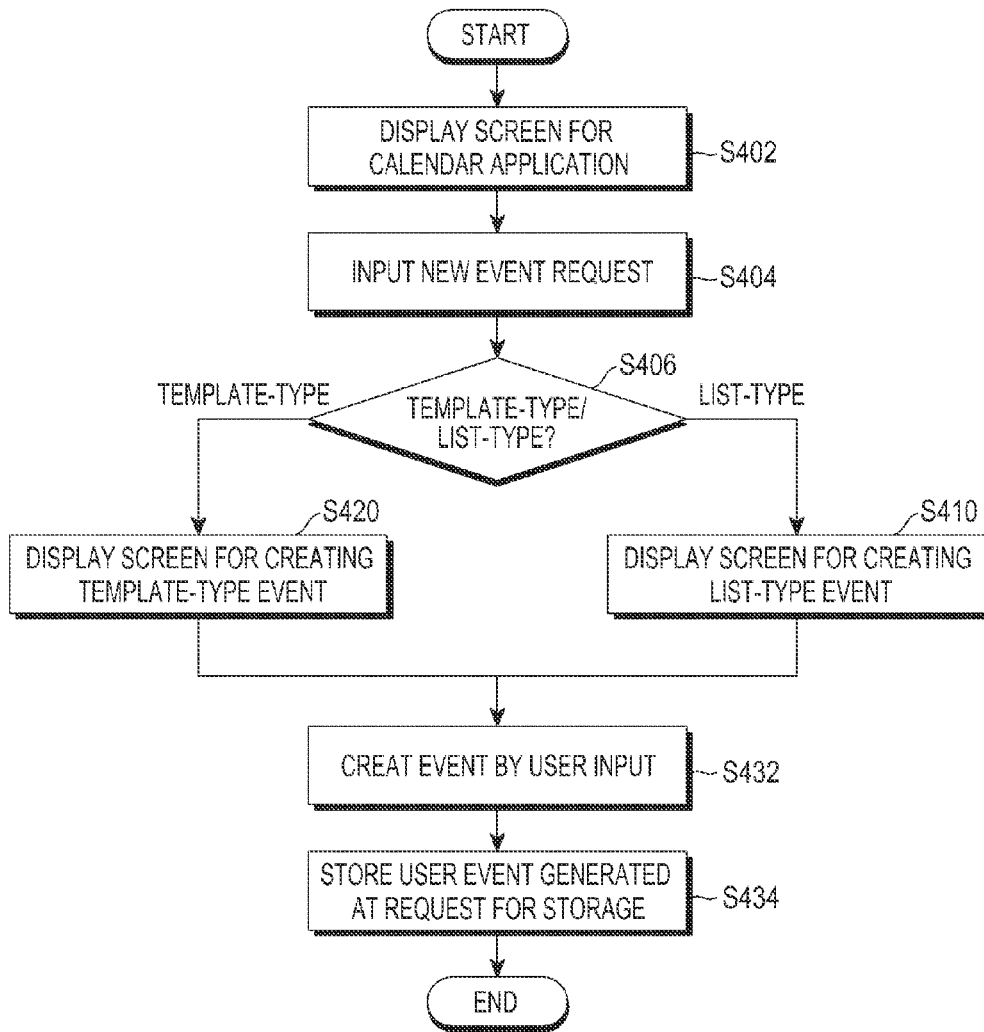 START
DISPLAY SCREEN FOR
CALENDAR APPLICATION
S402
INPUT NEW EVENT REQUEST
S404
S406
TEMPLATE-TYPE
LIST-TYPE
TEMPLATE-TYPE/
LIST-TYPE?
S420
S410
DISPLAY SCREEN FOR CREATING
TEMPLATE-TYPE EVENT
DISPLAY SCREEN FOR CREATING
LIST-TYPE EVENT
CREAT EVENT BY USER INPUT
S432
STORE USER EVENT GENERATED
AT REQUEST FOR STORAGE
S434
END